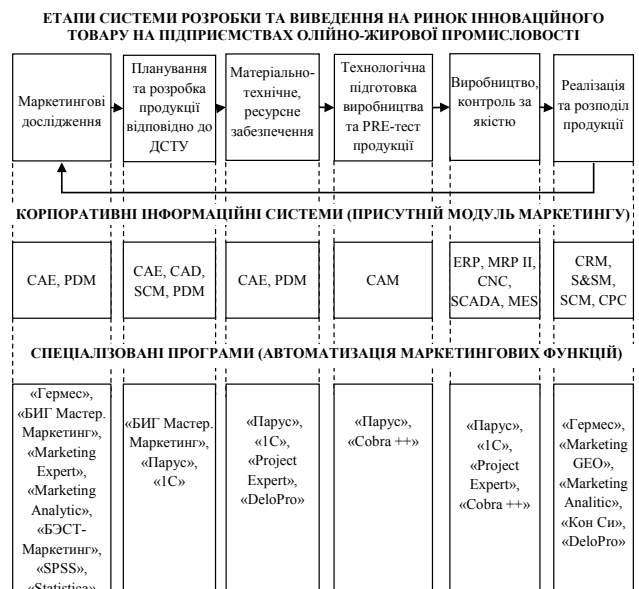 ЕТАПИ СИСТЕМИ РОЗРОБКИ ТА ВИВЕДЕННЯ НА РИНОК ІННОВАЦІЙНОГО
ТОВАРУ НА ПІДПРИЄМСТВАХ ОЛІЙНО-ЖИРОВОЇ ПРОМИСЛОВОСТІ
Маркетингові
дослідження
Планування
та розробка
продукції
відповідно до
ДСТУ
Матеріально-
технічне,
ресурсне
забезпечення
Технологічна
підготовка
виробництва
та PRE-тест
продукції
Виробництво,
контроль за
якістю
Реалізація
та розподіл
продукції
КОРПОРАТИВНІ ІНФОРМАЦІЙНІ СИСТЕМИ (ПРИСУТНІЙ МОДУЛЬ МАРКЕТИНГУ)
CAE, PDM
CAE, CAD,
SCM, PDM
CAE, PDM
CAM
ERP, MRP II,
CNC,
SCADA, MES
CRM,
S&SM,
SCM, CPC
СПЕЦІАЛІЗОВАНІ ПРОГРАМИ (АВТОМАТИЗАЦІЯ МАРКЕТИНГОВИХ ФУНКЦІЙ)
«Гермес»,
«БИГ Мастер.
Маркетинг»,
«Marketing
Expert»,
«Marketing
Analytic»,
«БЭСТ-
Маркетинг»,
«SPSS»,
«Statistica»
«БИГ Мастер.
Маркетинг»,
«Парус»,
«1С»
«Парус»,
«1С»,
«Project
Expert»,
«DeloPro»
«Парус»,
«Cobra ++»
«Парус»,
«1С»,
«Project
Expert»,
«Cobra ++»
«Гермес»,
«Marketing
GEO»,
«Marketing
Analitic»,
«Кон Си»,
«DeloPro»